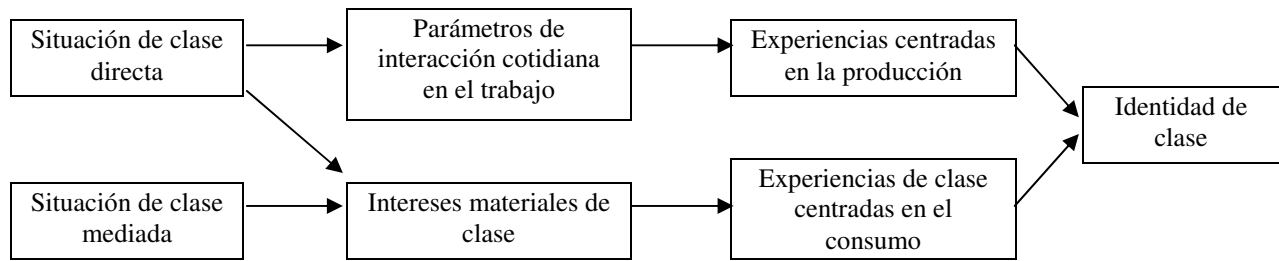 Situación de clase
directa
Parámetros de
interacción cotidiana
en el trabajo
Experiencias centradas
en la producción
Identidad de
clase
Situación de clase
mediada
Intereses materiales de
clase
Experiencias de clase
centradas en el
consumo